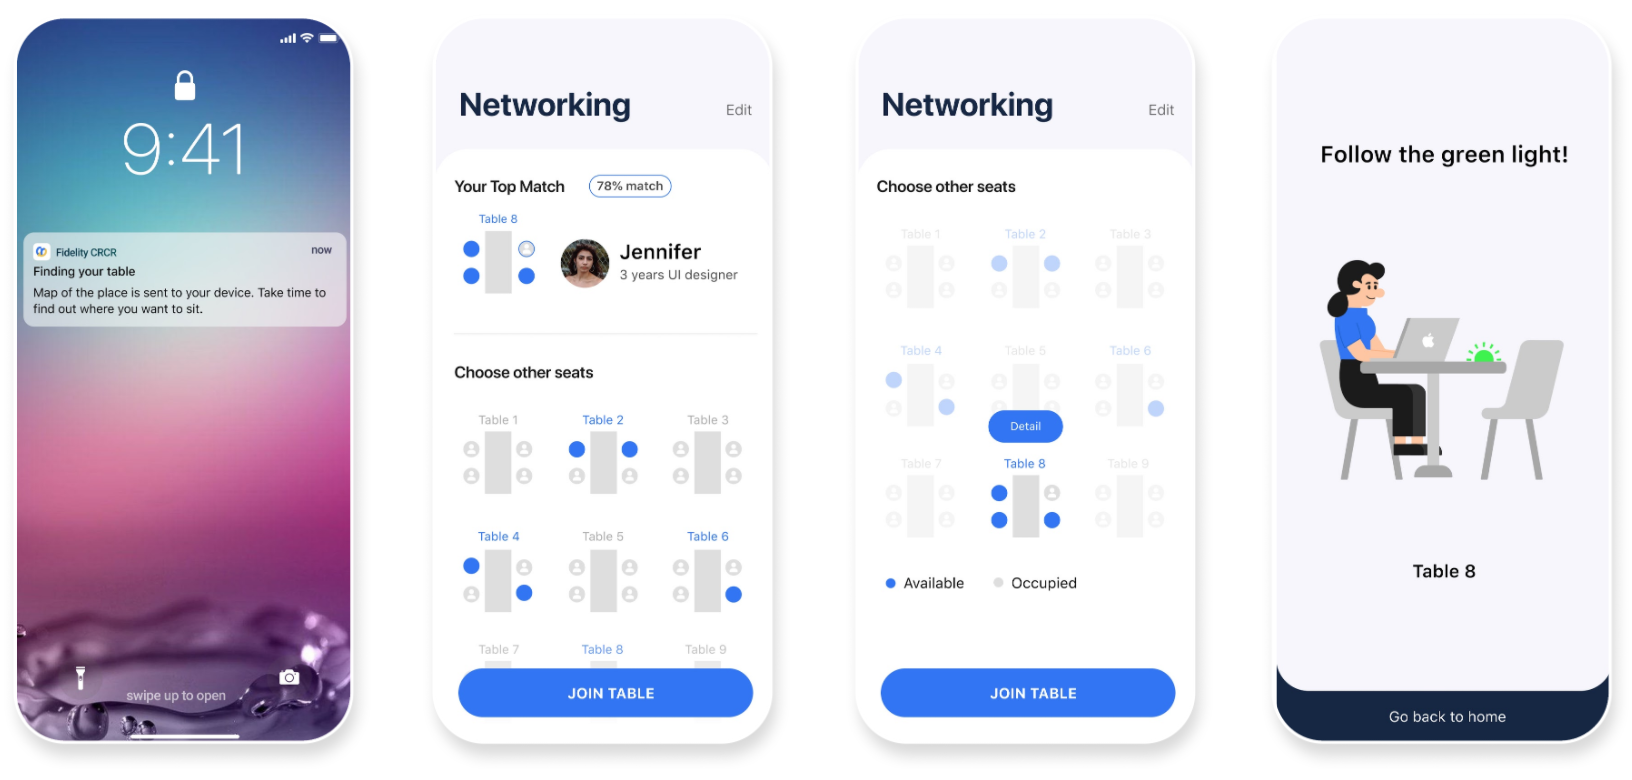 9:41
Fidelity CRCR now
Finding your table
Map of the place is sent to your device. Take time to
find out where you want to sit.
swipe up to open
Networking Edit
Your Top Match 78% match
Table 8
Jennifer
3 years UI designer
Choose other seats
Table 1 Table 2 Table 3
Table 4 Table 5 Table 6
Table 7 Table 8 Table 9
JOIN TABLE
Networking Edit
Choose other seats
Table 1 Table 2 Table 3
Table 4 Table 5 Table 6
Detail
Table 7 Table 8 Table 9
Available Occupied
JOIN TABLE
Follow the green light!
Table 8
Go back to home